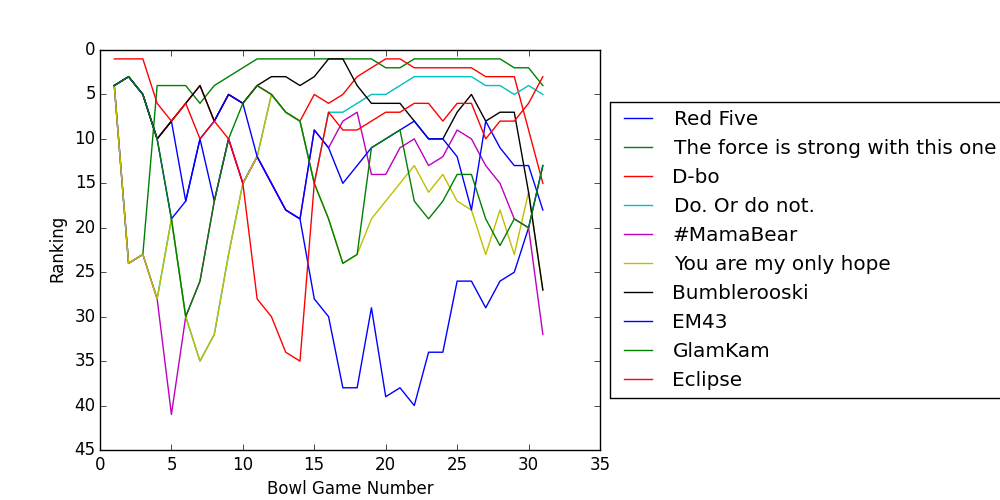 0
5
10
15
20
25
30
35
40
45
Ranking
0 5 10 15 20 25 30 35
Bowl Game Number
Red Five
The force is strong with this one
D-bo
Do. Or do not.
#MamaBear
You are my only hope
Bumblerooski
EM43
GlamKam
Eclipse